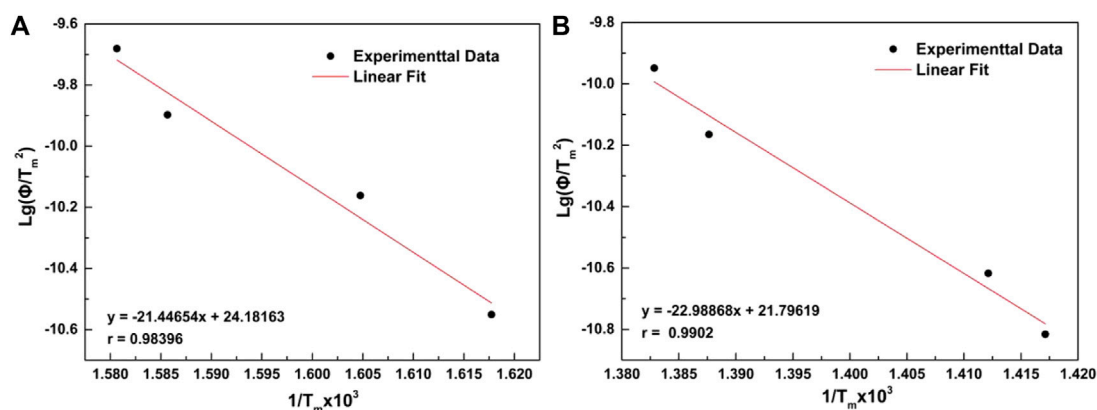 A
-9.6
-9.8
-10.0
-10.2
-10.4
-10.6
Lg(Φ/Tm²)
Experimenttal Data
Linear Fit
y = -21.44654x + 24.18163
r = 0.98396
1.580 1.585 1.590 1.595 1.600 1.605 1.610 1.615 1.620
1/Tmx10³
B
-9.8
-10.0
-10.2
-10.4
-10.6
-10.8
Lg(Φ/Tm²)
Experimenttal Data
Linear Fit
y = -22.98868x + 21.79619
r = 0.9902
1.380 1.385 1.390 1.395 1.400 1.405 1.410 1.415 1.420
1/Tmx10³